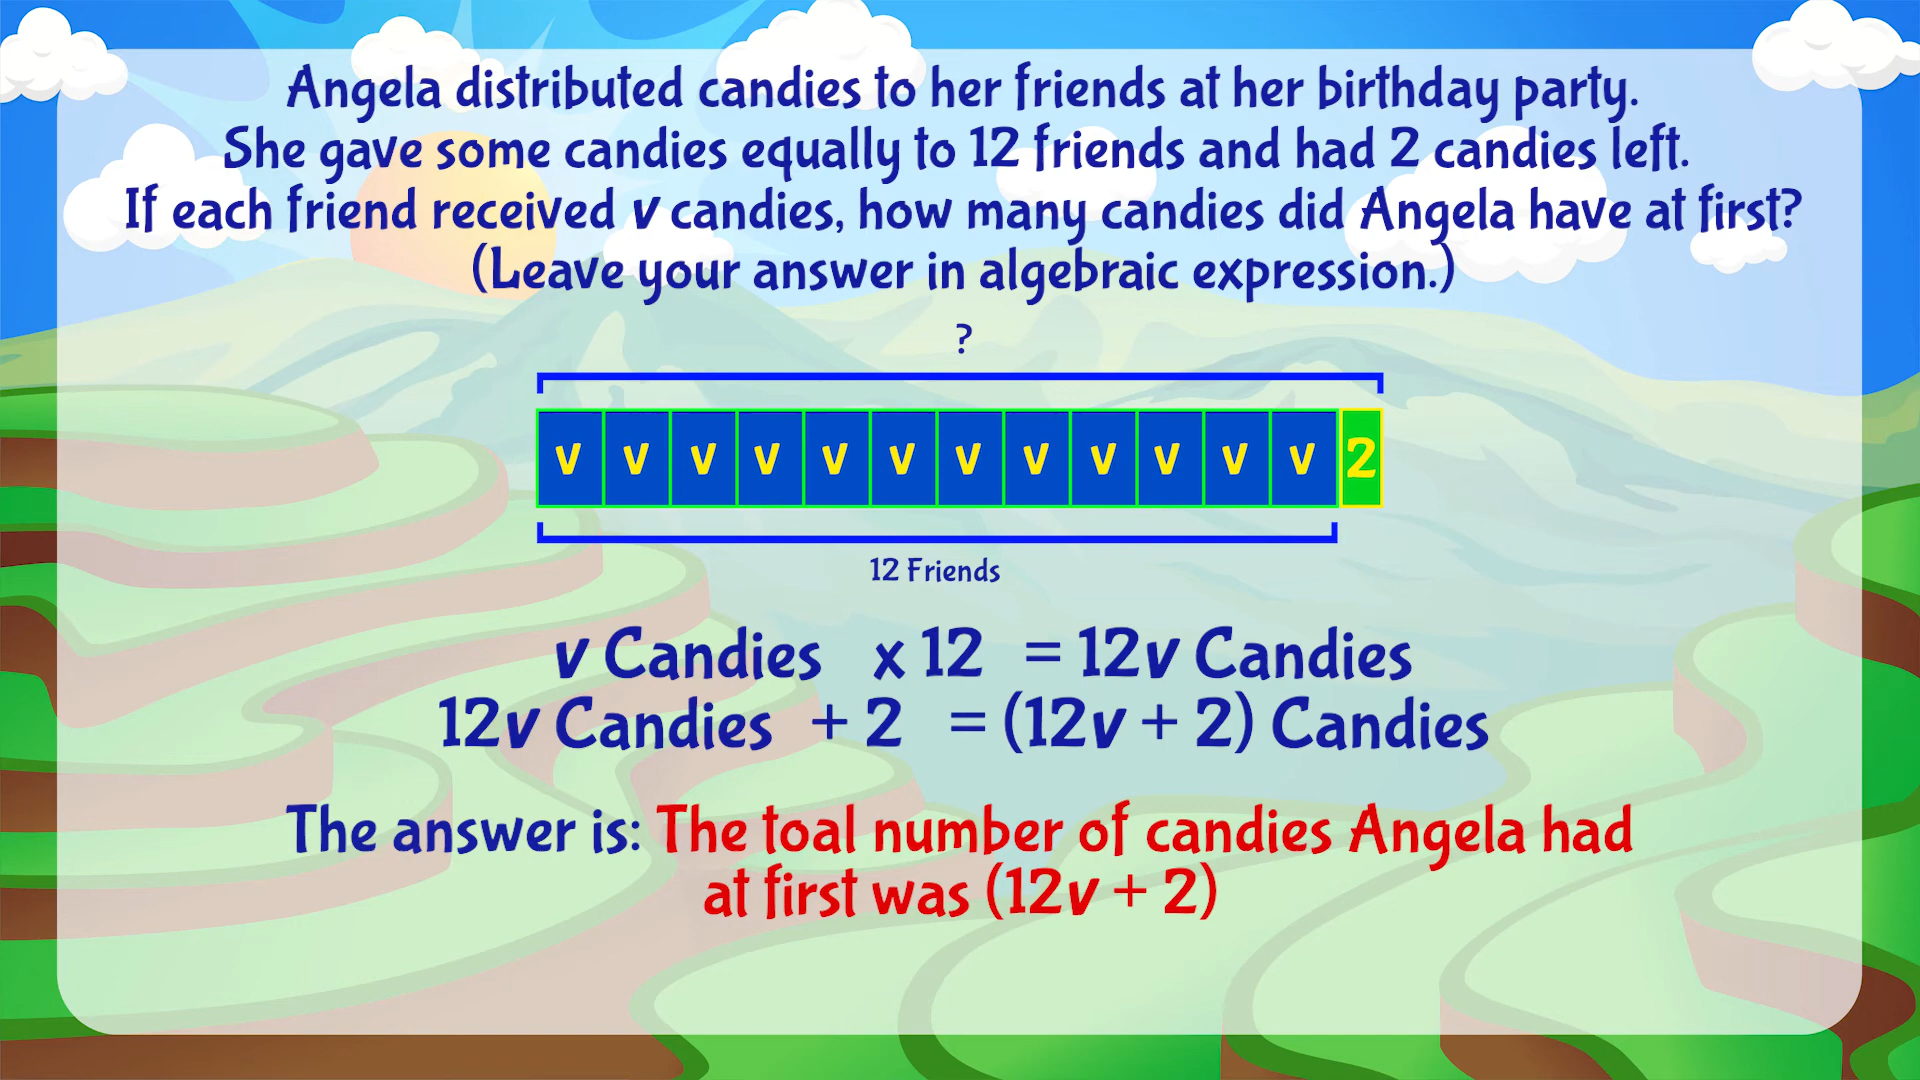 Angela distributed candies to her friends at her birthday party.
She gave some candies equally to 12 friends and had 2 candies left.
If each friend received v candies, how many candies did Angela have at first?
(Leave your answer in algebraic expression.)
?
v v v v v v v v v v v v 2
12 Friends
v Candies x 12 = 12v Candies
12v Candies + 2 = (12v + 2) Candies
The answer is: The toal number of candies Angela had
at first was (12v + 2)